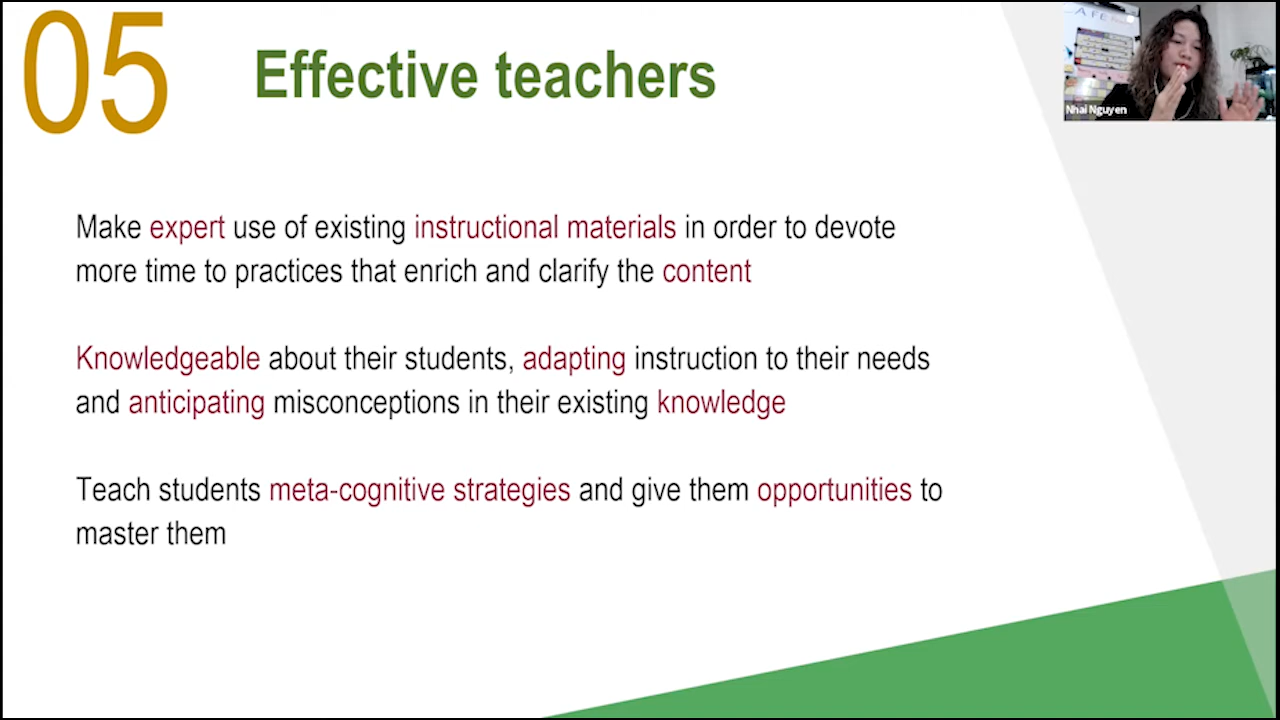 05
Effective teachers
Nhai Nguyen
Make expert use of existing instructional materials in order to devote
more time to practices that enrich and clarify the content
Knowledgeable about their students, adapting instruction to their needs
and anticipating misconceptions in their existing knowledge
Teach students meta-cognitive strategies and give them opportunities to
master them